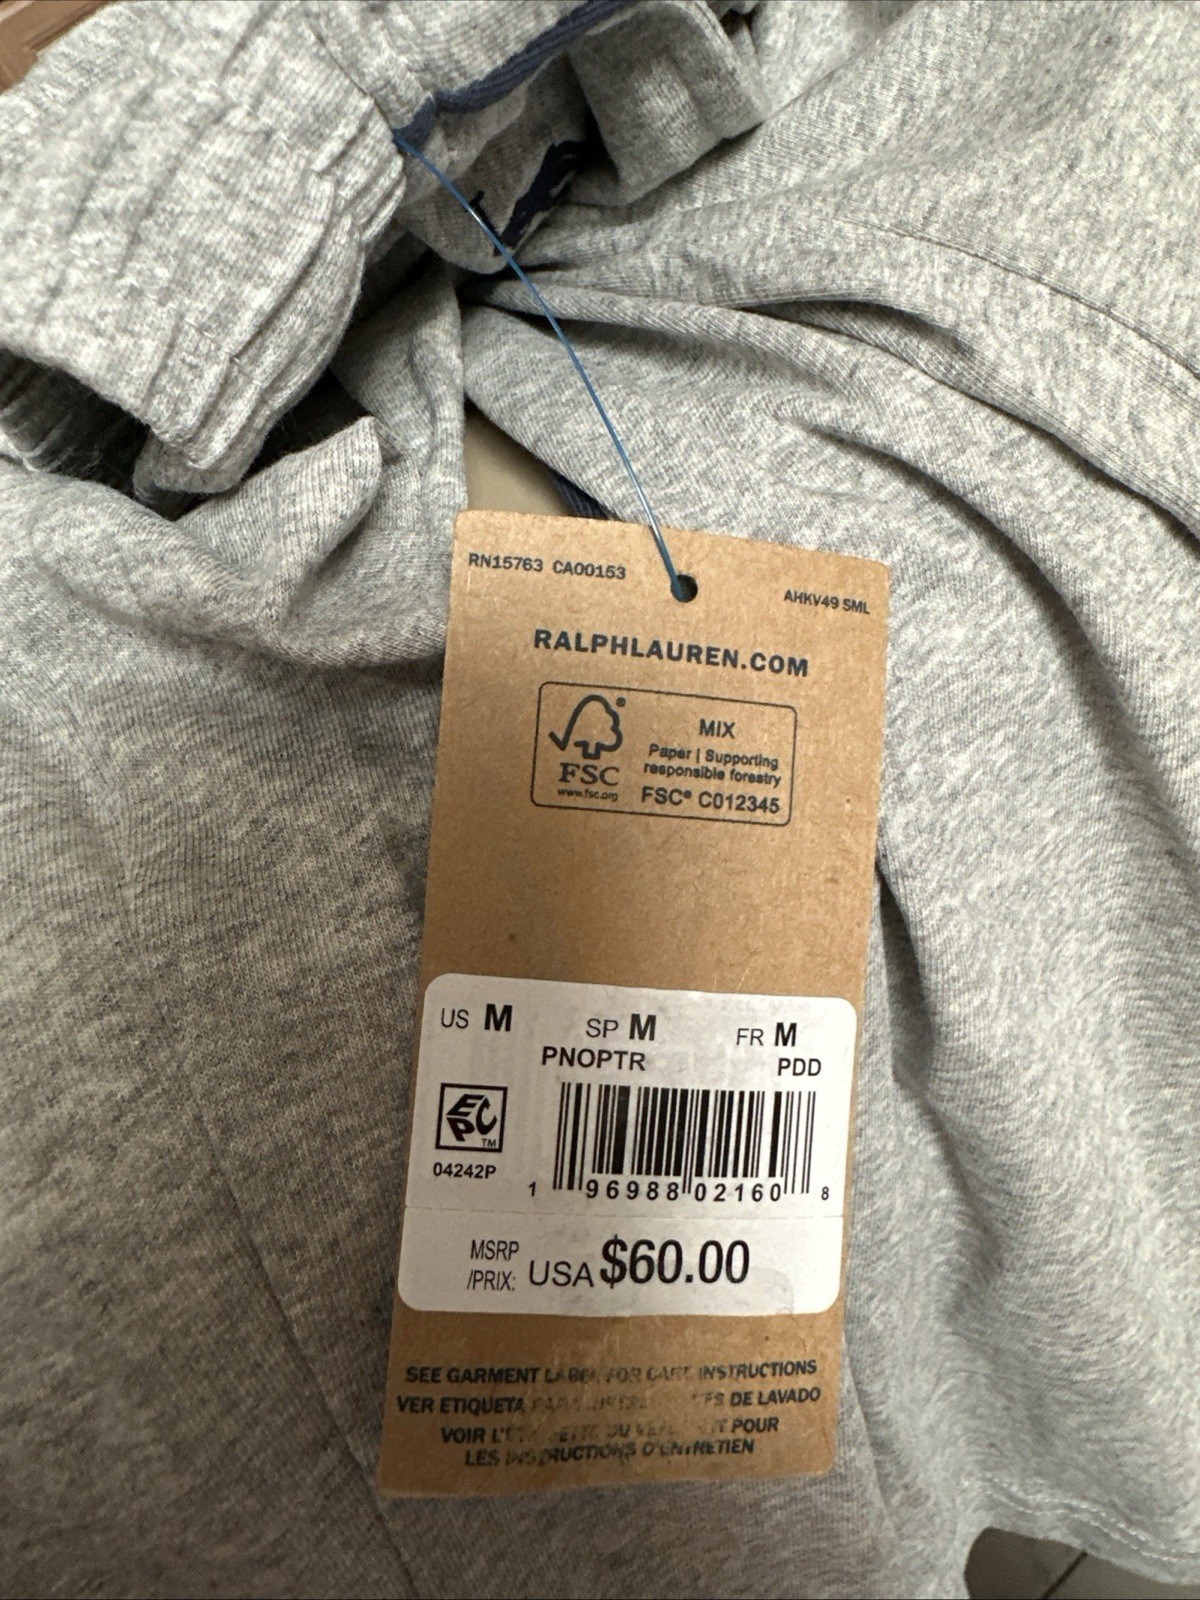 RN15763 CA00153
AHKV49 SML
RALPHLAUREN.COM
FSC
www.fsc.org
MIX
Paper | Supporting
responsible forestry
FSC® C012345
US M SP M FR M
PNOPTR PDD
EPC TM
04242P
1 96988 02160 8
MSRP
/PRIX: USA $60.00
SEE GARMENT LABEL FOR CARE INSTRUCTIONS
VER ETIQUETA PARA DE LAVADO
VOIR POUR
LES INSTRUCTIONS D'ENTRETIEN